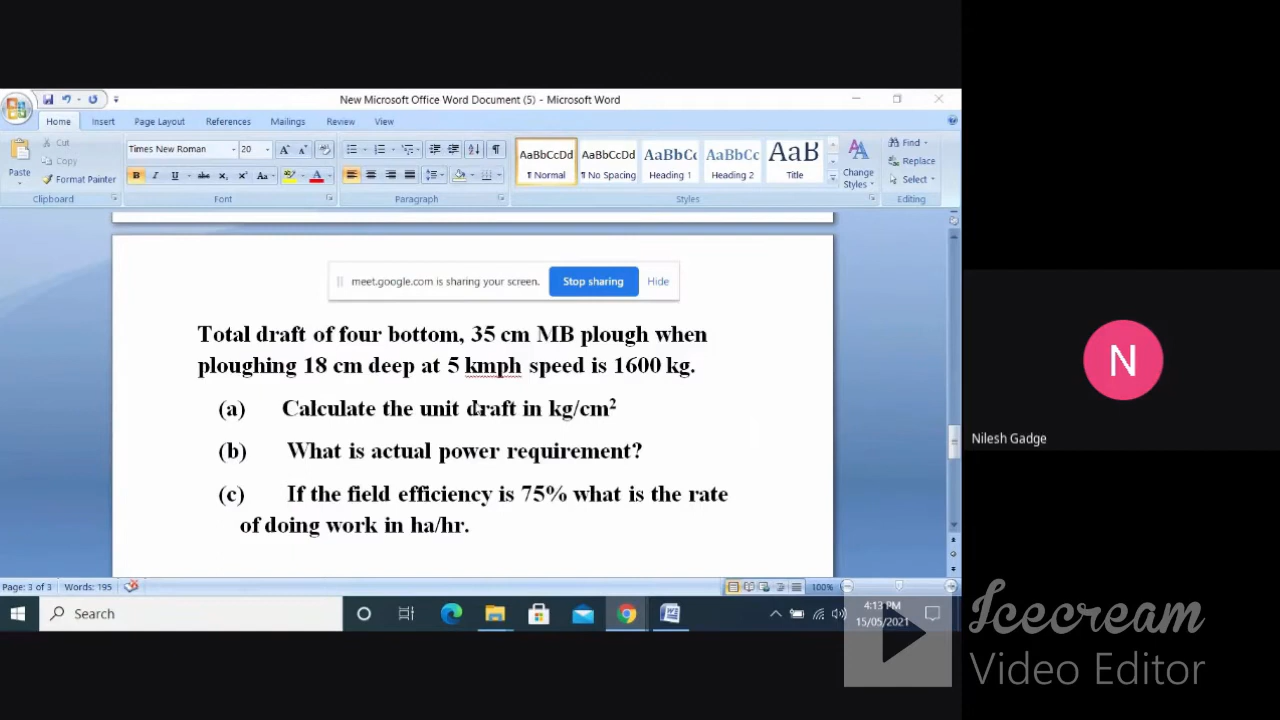 New Microsoft Office Word Document (5) - Microsoft Word
Home Insert Page Layout References Mailings Review View
Cut
Copy
Format Painter
Paste
Times New Roman 20
AaBbCcDd AaBbCcDd AaBbCc AaBbCc AaB
¶ Normal ¶ No Spacing Heading 1 Heading 2 Title
Change Styles
Find
Replace
Select
Clipboard Font Paragraph Styles Editing
meet.google.com is sharing your screen. Stop sharing Hide
Total draft of four bottom, 35 cm MB plough when
ploughing 18 cm deep at 5 kmph speed is 1600 kg.
(a) Calculate the unit draft in kg/cm²
(b) What is actual power requirement?
(c) If the field efficiency is 75% what is the rate
of doing work in ha/hr.
N
Nilesh Gadge
Page: 3 of 3 Words: 195 100%
Search
4:13 PM
15/05/2021
Icecream
Video Editor